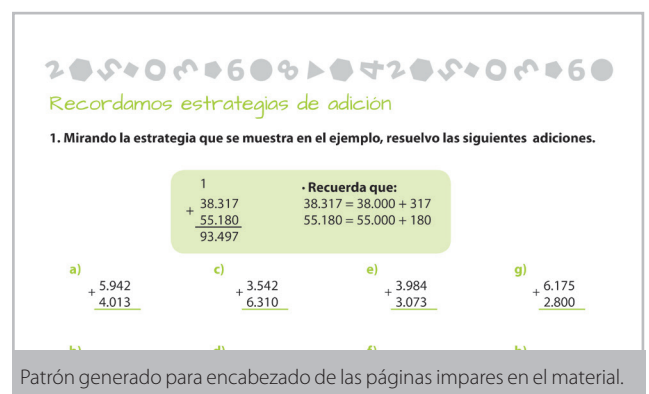 Recordamos estrategias de adición
1. Mirando la estrategia que se muestra en el ejemplo, resuelvo las siguientes adiciones.
1
+ 38.317
55.180
93.497
· Recuerda que:
38.317 = 38.000 + 317
55.180 = 55.000 + 180
a)
+ 5.942
4.013
c)
+ 3.542
6.310
e)
+ 3.984
3.073
g)
+ 6.175
2.800
Patrón generado para encabezado de las páginas impares en el material.